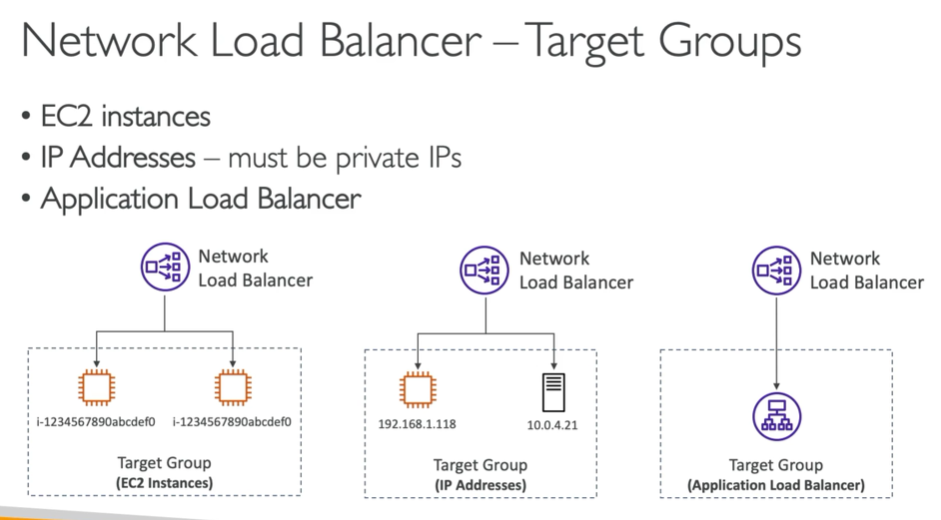 Network Load Balancer – Target Groups
• EC2 instances
• IP Addresses – must be private IPs
• Application Load Balancer
Network
Load Balancer
i-1234567890abcdef0 i-1234567890abcdef0
Target Group
(EC2 Instances)
Network
Load Balancer
192.168.1.118 10.0.4.21
Target Group
(IP Addresses)
Network
Load Balancer
Target Group
(Application Load Balancer)